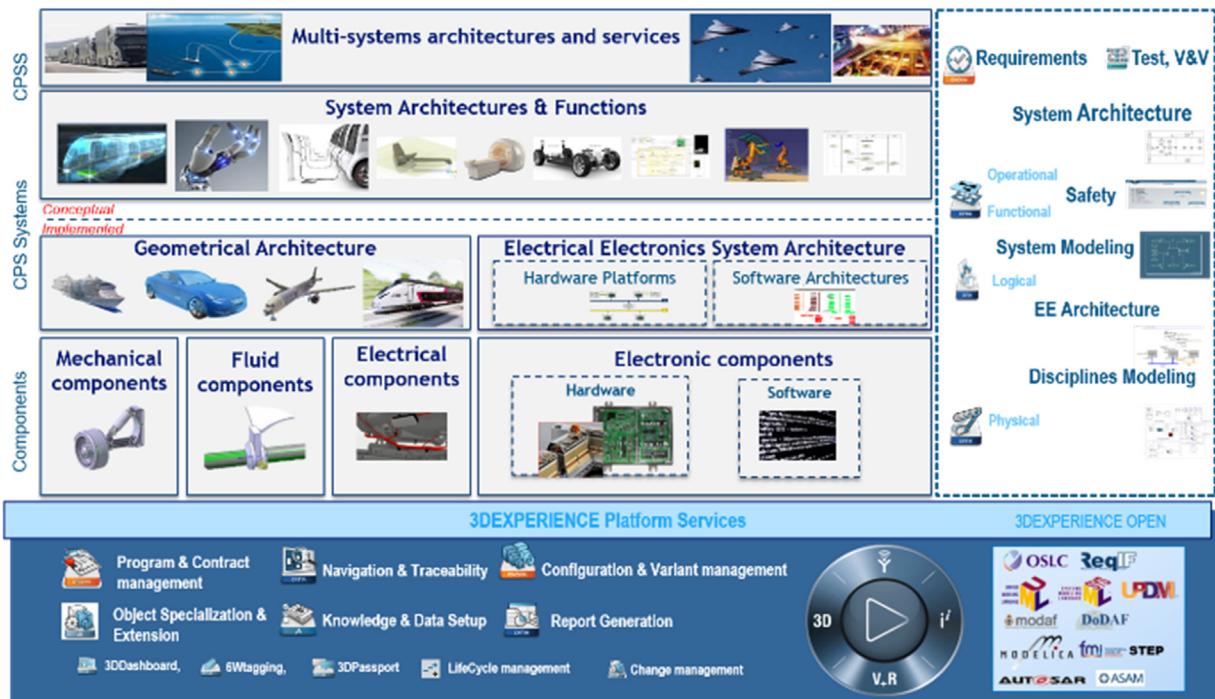 CPSS
Multi-systems architectures and services
CPS Systems
System Architectures & Functions
Conceptual
Implemented
Geometrical Architecture
Electrical Electronics System Architecture
Hardware Platforms
Software Architectures
Components
Mechanical
components
Fluid
components
Electrical
components
Electronic components
Hardware
Software
Requirements
Test, V&V
System Architecture
Operational
Functional
Safety
System Modeling
Logical
EE Architecture
Disciplines Modeling
Physical
3DEXPERIENCE Platform Services
3DEXPERIENCE OPEN
Program & Contract
management
Navigation & Traceability
Configuration & Variant management
Object Specialization &
Extension
Knowledge & Data Setup
Report Generation
3DDashboard,
6Wtagging,
3DPassport
LifeCycle management
Change management
3D
V+R
OSLC
ReqIF
UPDM
modaf
DoDAF
MODELICA
fmi
STEP
AUTOSAR
ASAM